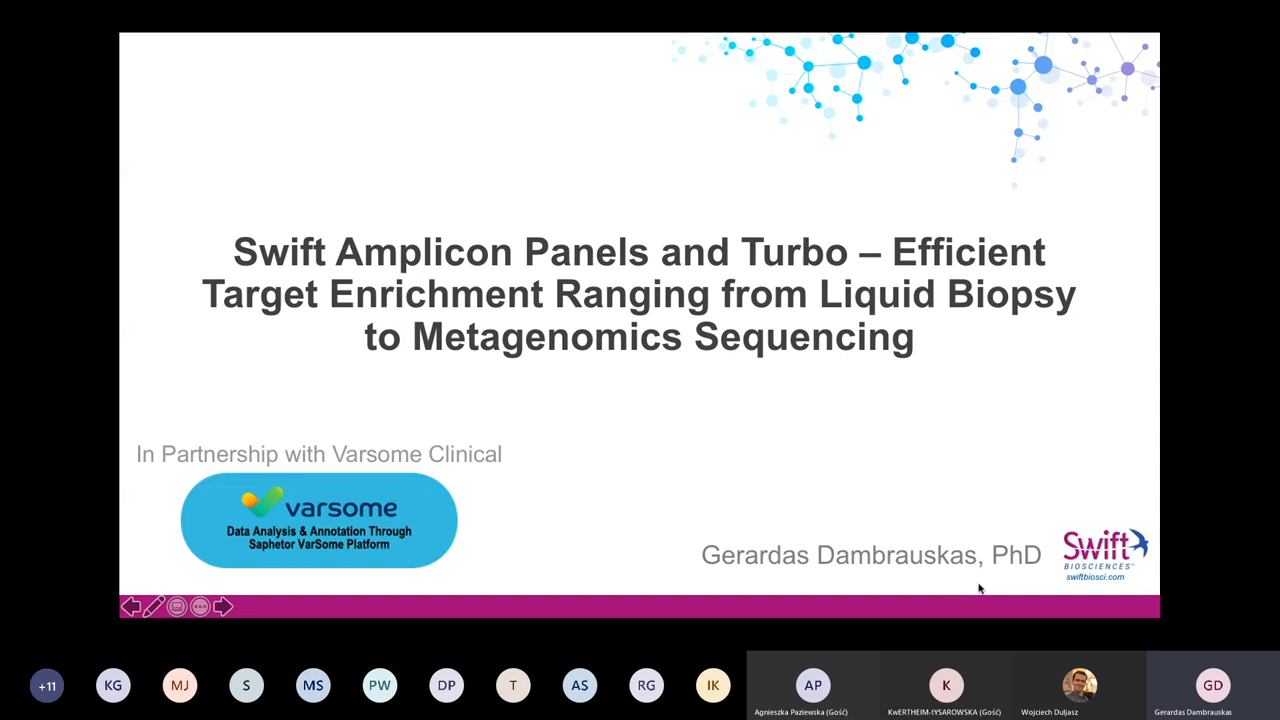 Swift Amplicon Panels and Turbo – Efficient
Target Enrichment Ranging from Liquid Biopsy
to Metagenomics Sequencing
In Partnership with Varsome Clinical
varsome
Data Analysis & Annotation Through
Saphetor VarSome Platform
Gerardas Dambrauskas, PhD
Swift
BIOSCIENCES™
swiftbiosci.com
+11
KG
MJ
S
MS
PW
DP
T
AS
RG
IK
AP
K
GD
Agnieszka Paziewska (Gość)
KwERTHEIM-tYSAROWSKA (Gość)
Wojciech Duljasz
Gerardas Dambrauskas